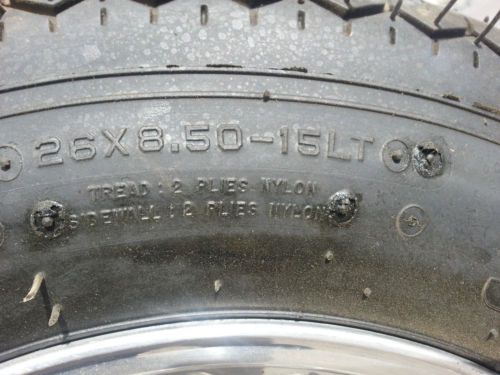 26X8.50-15LT
TREAD : 2 PLIES NYLON
SIDEWALL : 2 PLIES NYLON